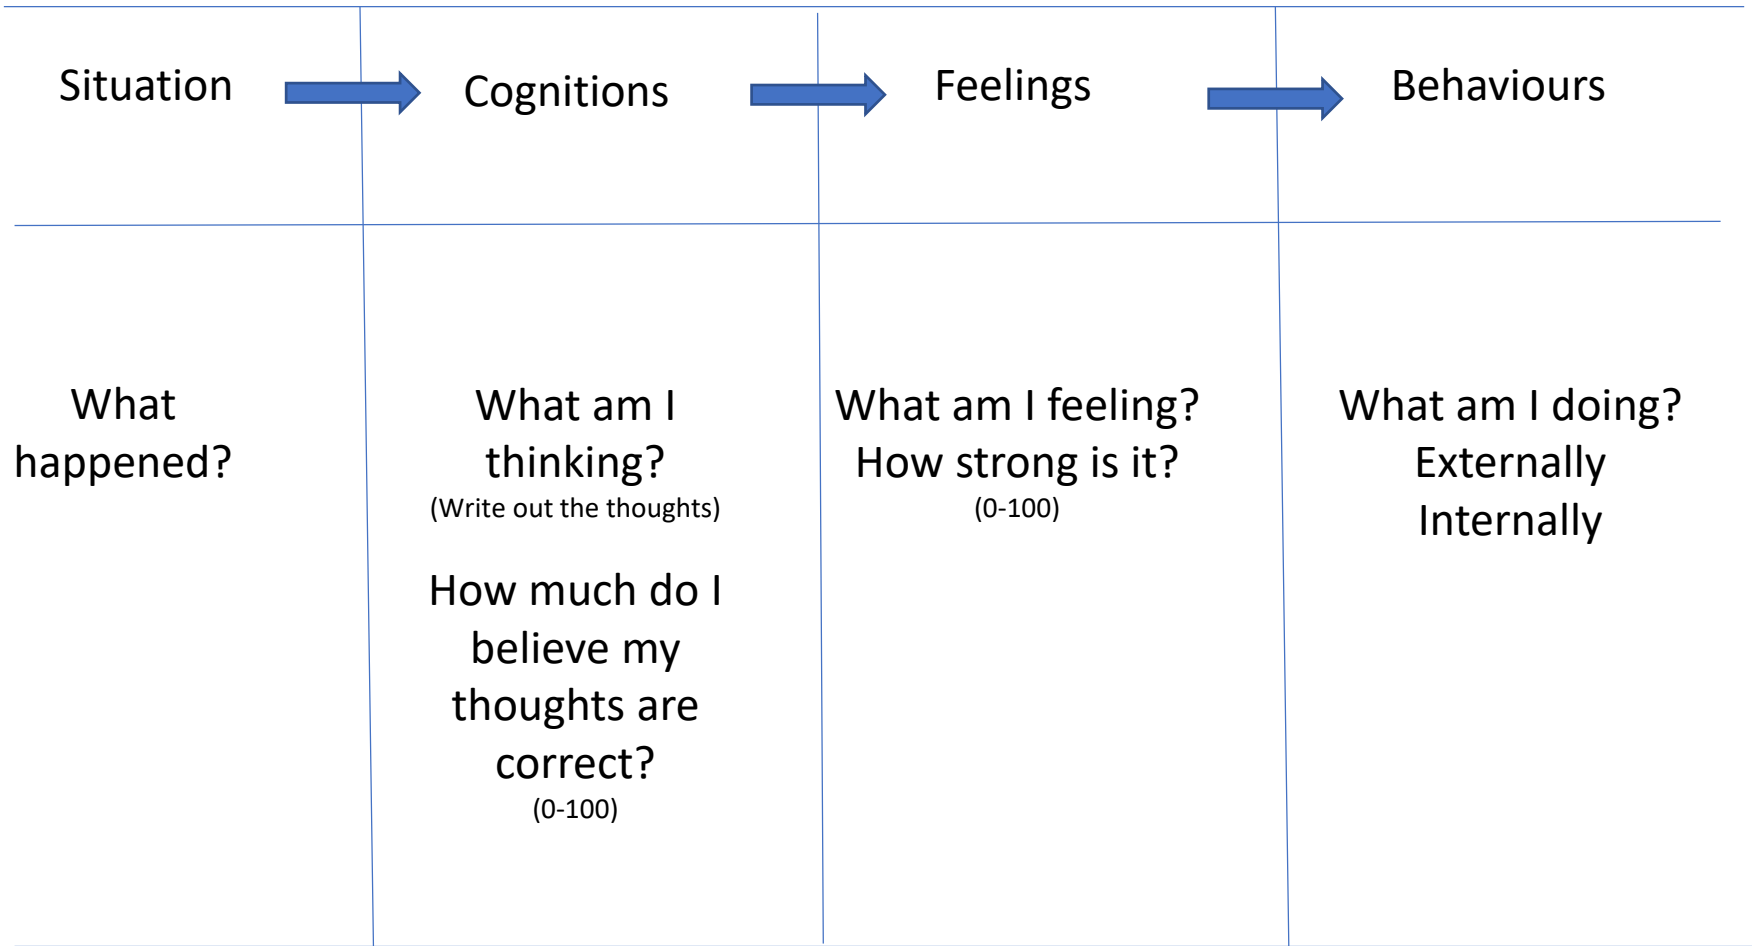 Situation
Cognitions
Feelings
Behaviours
What
happened?
What am I
thinking?
(Write out the thoughts)
How much do I
believe my
thoughts are
correct?
(0-100)
What am I feeling?
How strong is it?
(0-100)
What am I doing?
Externally
Internally